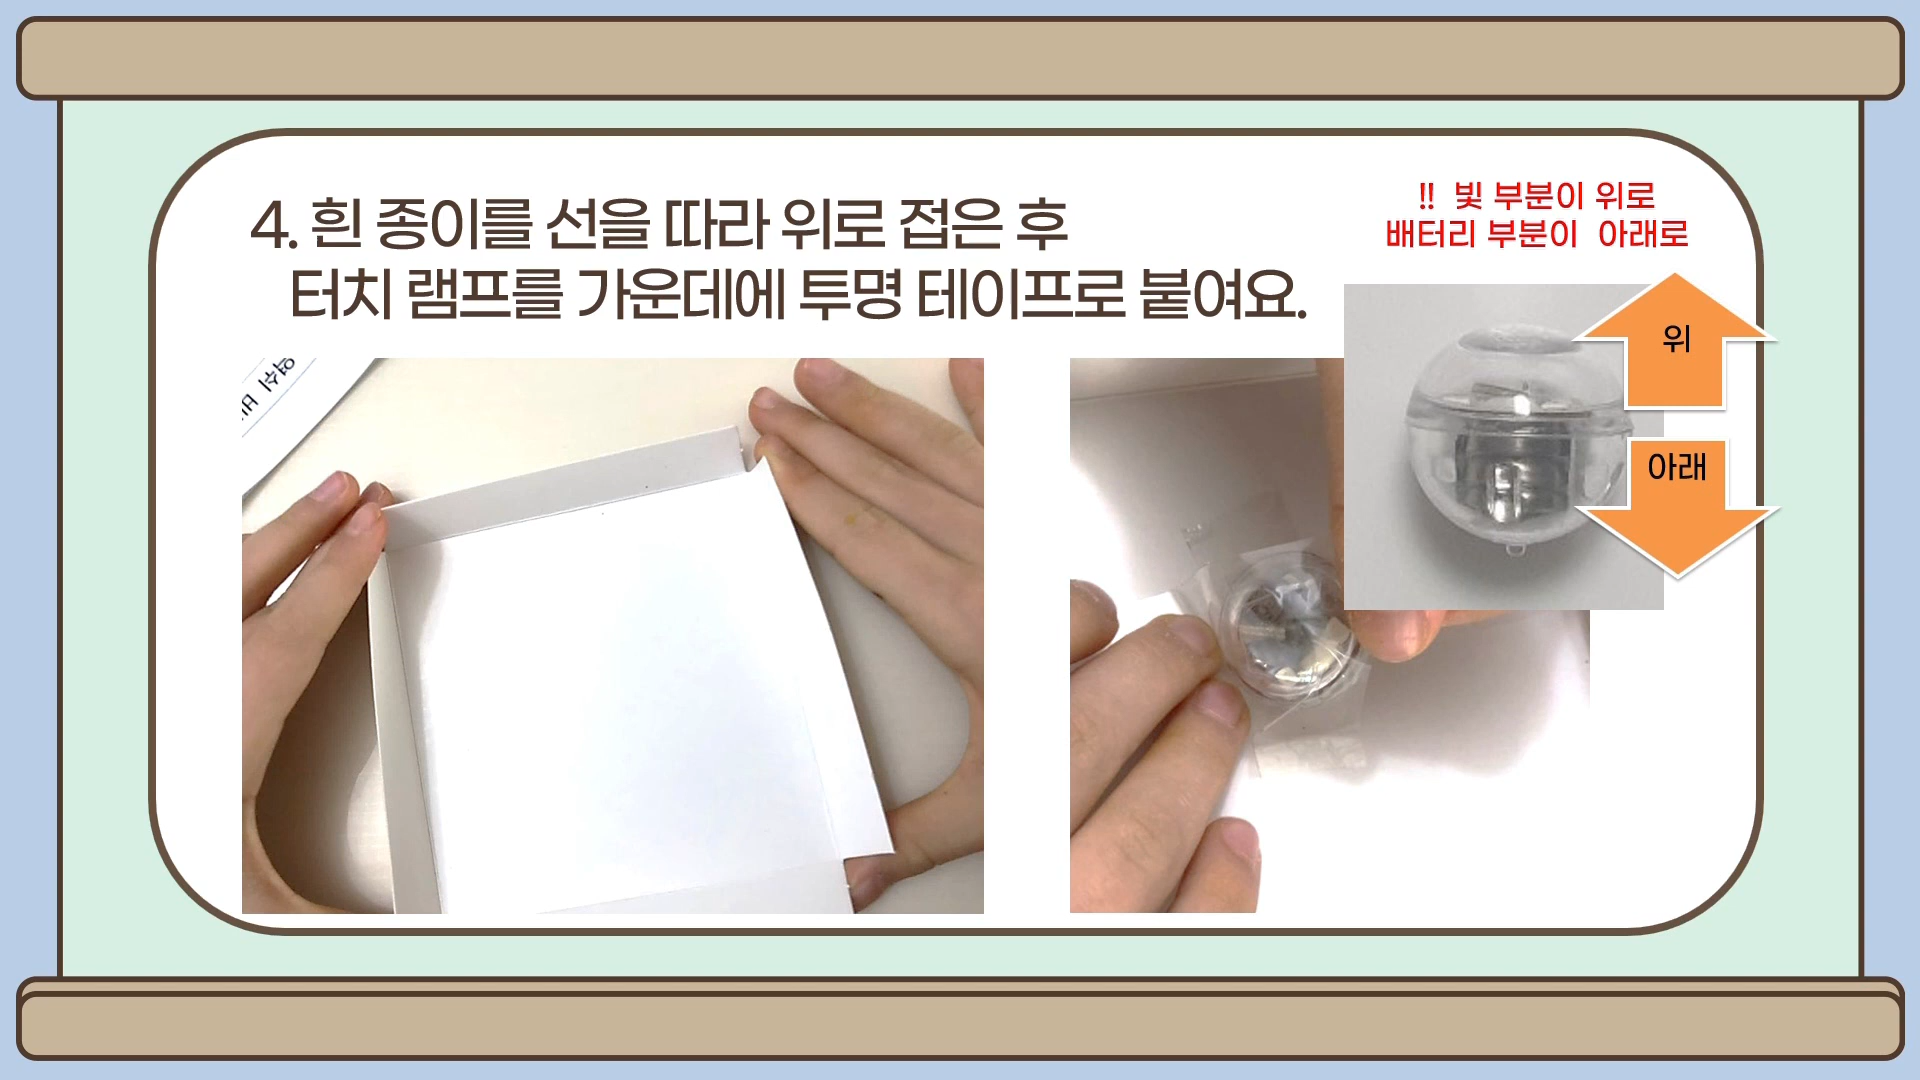 4. 흰 종이를 선을 따라 위로 접은 후
터치 램프를 가운데에 투명 테이프로 붙여요.
!! 빛 부분이 위로
배터리 부분이 아래로
위
아래